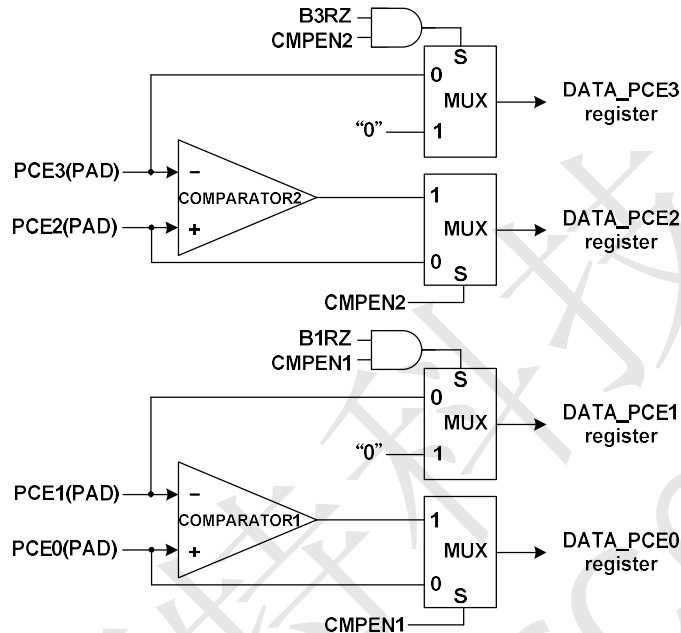 B3RZ
CMPEN2
S
0
MUX
DATA_PCE3
register
“0”
1
PCE3(PAD)
−
COMPARATOR2
1
PCE2(PAD)
+
MUX
DATA_PCE2
register
0
S
CMPEN2
B1RZ
CMPEN1
S
0
MUX
DATA_PCE1
register
“0”
1
PCE1(PAD)
−
COMPARATOR1
1
PCE0(PAD)
+
MUX
DATA_PCE0
register
0
S
CMPEN1
科技